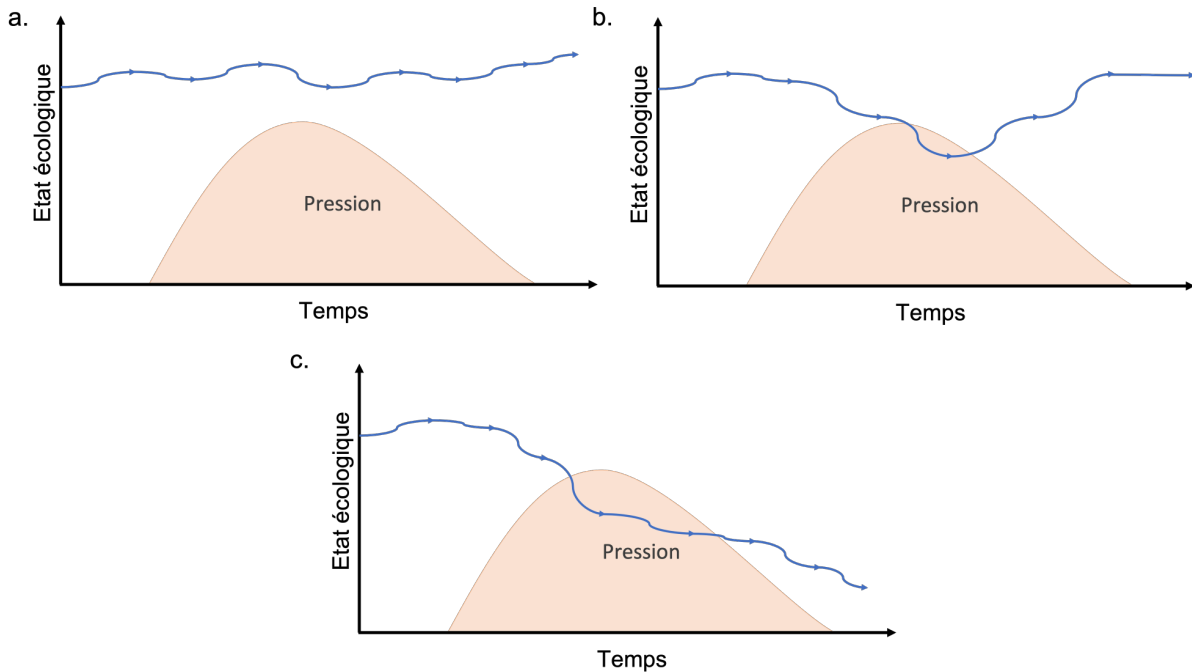 a.
Etat écologique
Pression
Temps
b.
Etat écologique
Pression
Temps
c.
Etat écologique
Pression
Temps